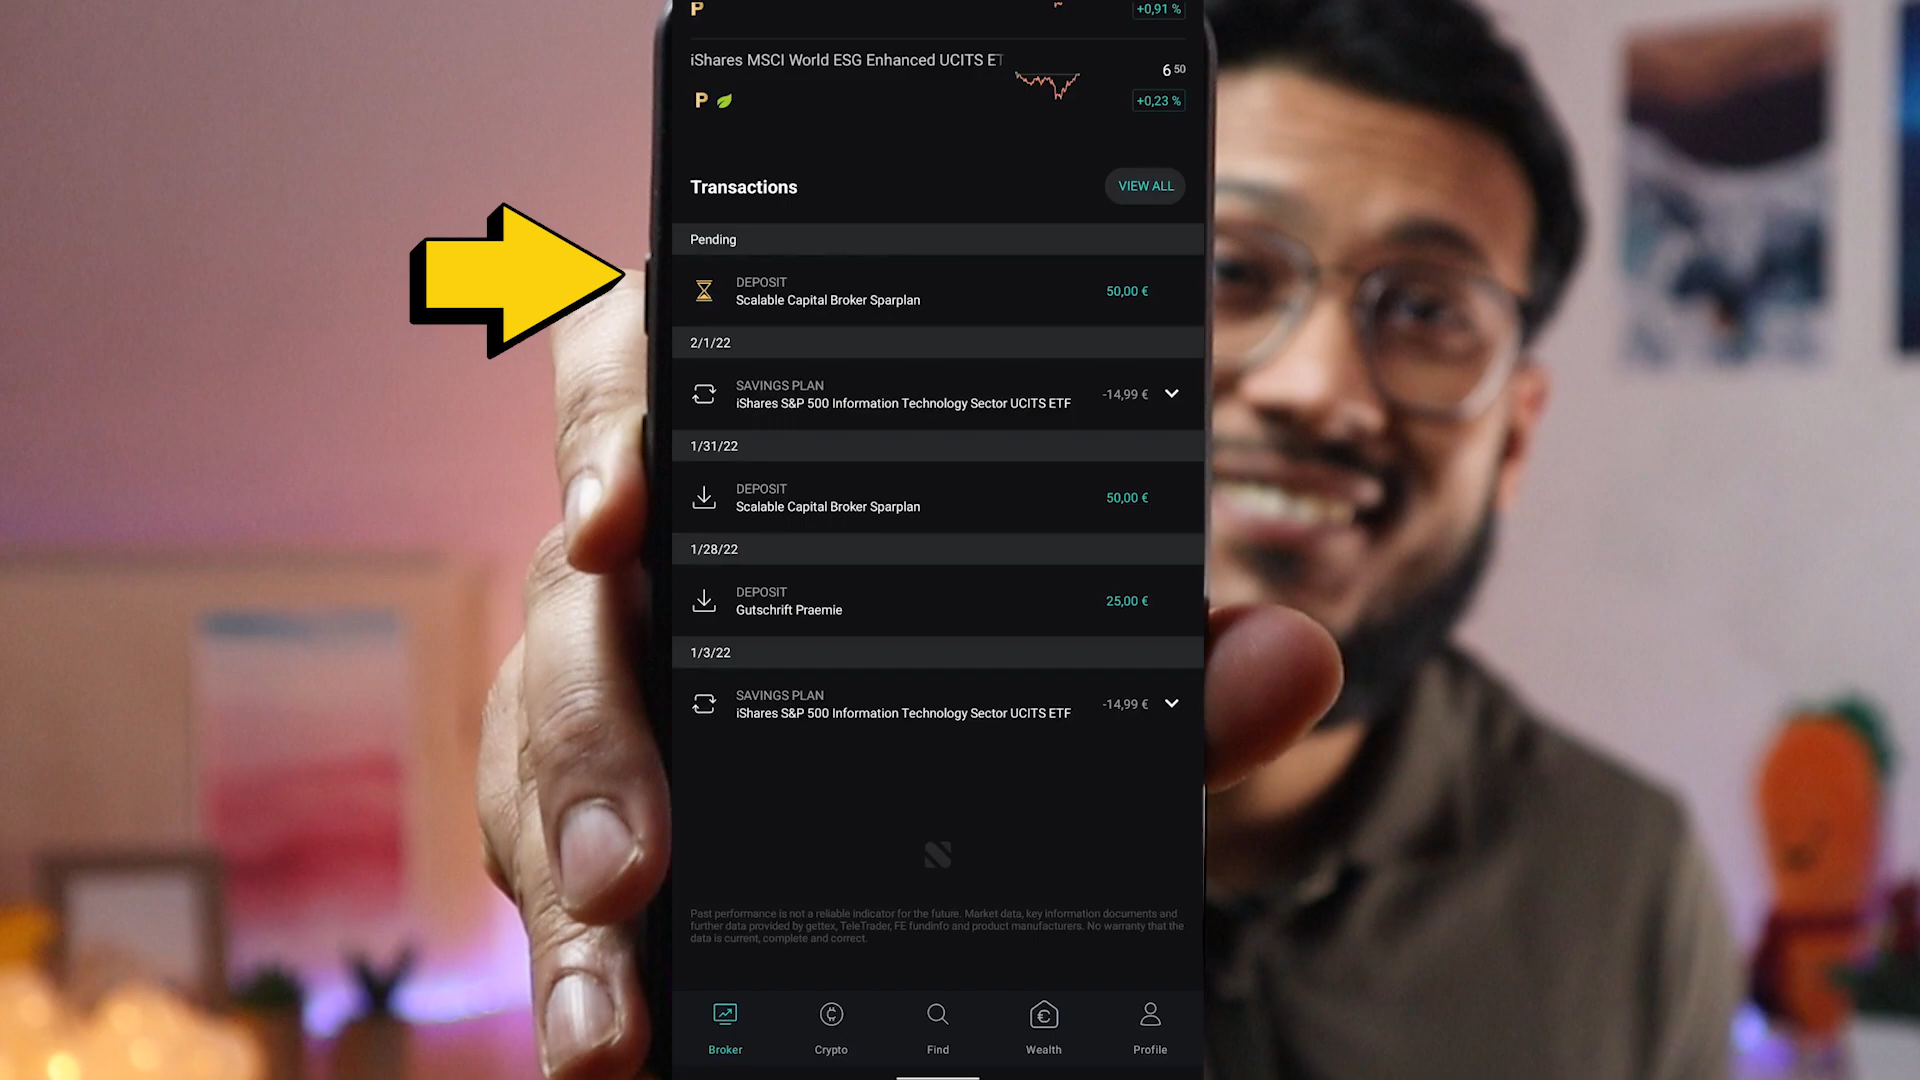 P
+0,91 %
iShares MSCI World ESG Enhanced UCITS ET
6 50
P
+0,23 %
Transactions
VIEW ALL
Pending
DEPOSIT
Scalable Capital Broker Sparplan
50,00 €
2/1/22
SAVINGS PLAN
iShares S&P 500 Information Technology Sector UCITS ETF
-14,99 €
1/31/22
DEPOSIT
Scalable Capital Broker Sparplan
50,00 €
1/28/22
DEPOSIT
Gutschrift Praemie
25,00 €
1/3/22
SAVINGS PLAN
iShares S&P 500 Information Technology Sector UCITS ETF
-14,99 €
Past performance is not a reliable indicator for the future. Market data, key information documents and
further data provided by gettex, TeleTrader, FE fundinfo and product manufacturers. No warranty that the
data is current, complete and correct.
Broker
Crypto
Find
Wealth
Profile